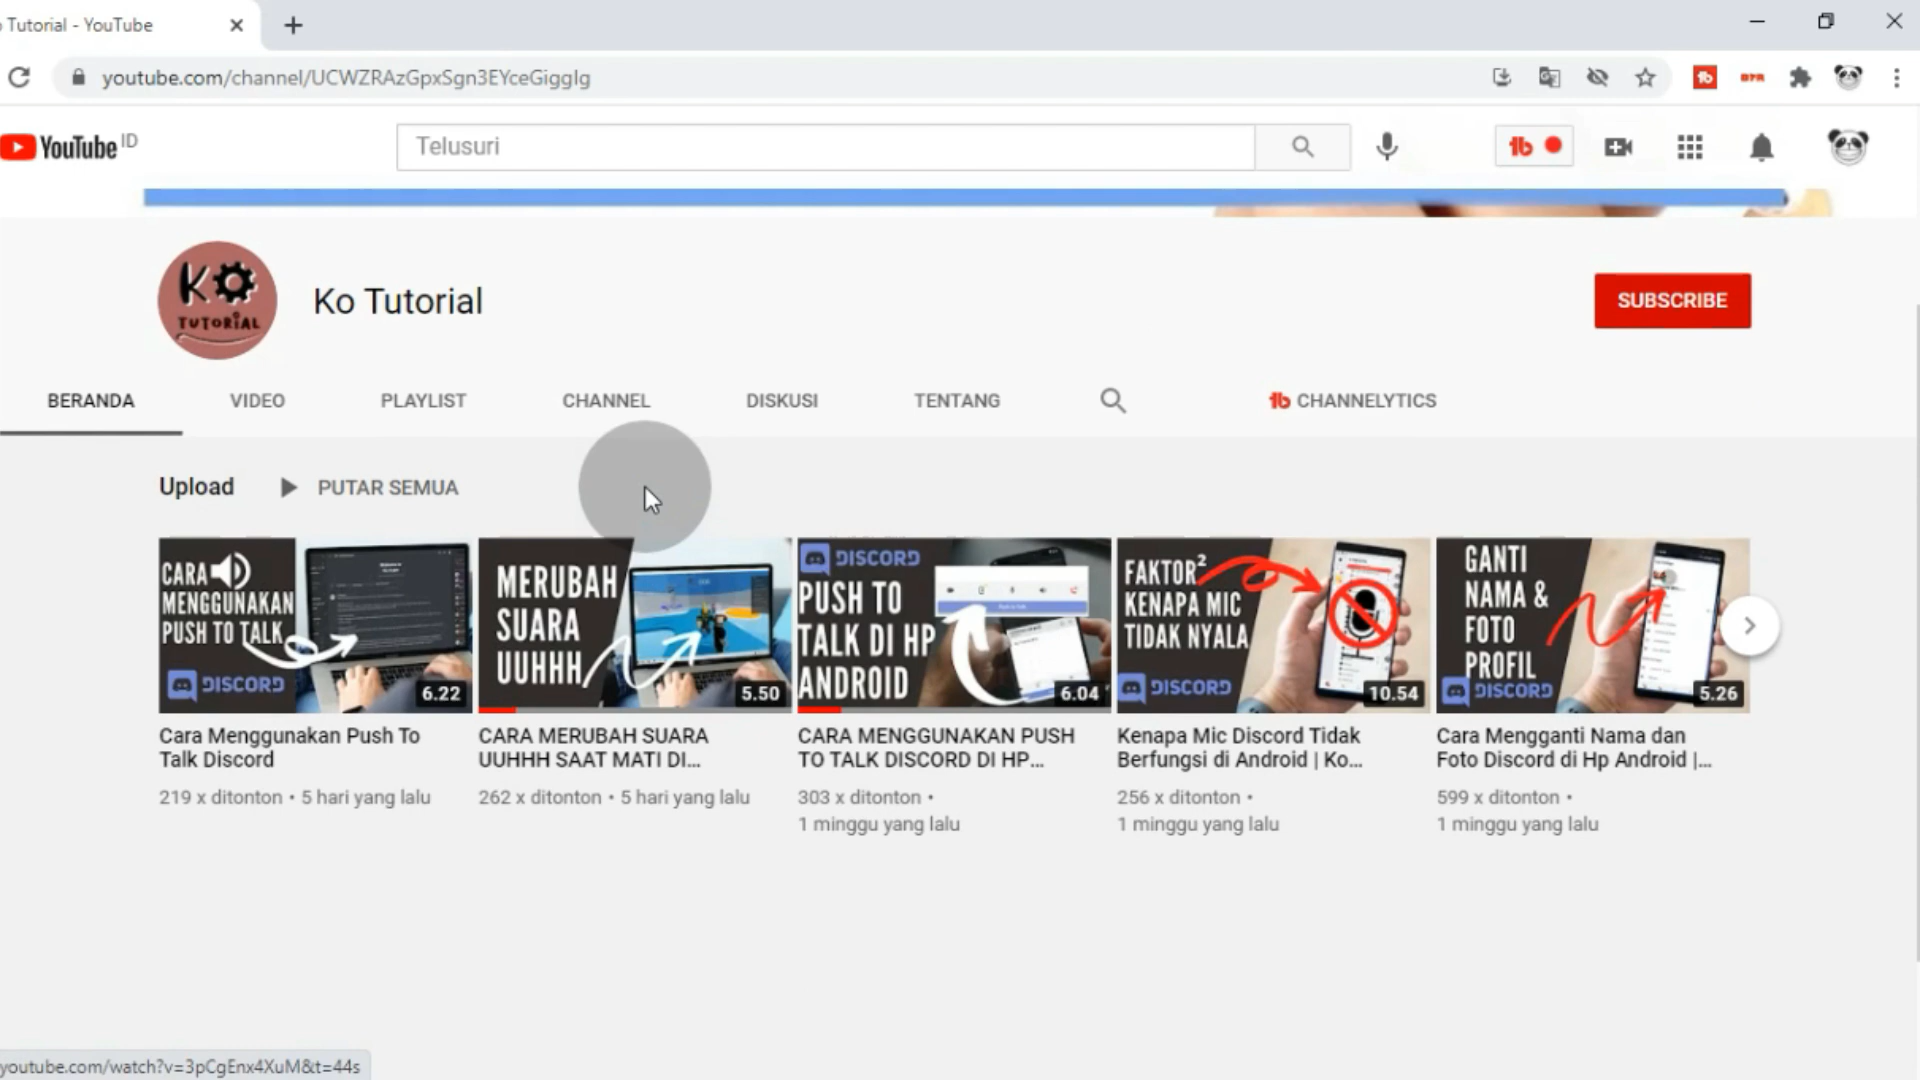 o Tutorial - YouTube
youtube.com/channel/UCWZRAzGpxSgn3EYceGiggIg
YouTube ID
Telusuri
KO
TUTORIAL
Ko Tutorial
SUBSCRIBE
BERANDA VIDEO PLAYLIST CHANNEL DISKUSI TENTANG CHANNELYTICS
Upload PUTAR SEMUA
CARA
MENGGUNAKAN
PUSH TO TALK
DISCORD
6.22
MERUBAH
SUARA
UUHHH
5.50
DISCORD
PUSH TO
TALK DI HP
ANDROID
6.04
FAKTOR²
KENAPA MIC
TIDAK NYALA
DISCORD
10.54
GANTI
NAMA &
FOTO
PROFIL
DISCORD
5.26
Cara Menggunakan Push To
Talk Discord
219 x ditonton • 5 hari yang lalu
CARA MERUBAH SUARA
UUHHH SAAT MATI DI...
262 x ditonton • 5 hari yang lalu
CARA MENGGUNAKAN PUSH
TO TALK DISCORD DI HP...
303 x ditonton •
1 minggu yang lalu
Kenapa Mic Discord Tidak
Berfungsi di Android | Ko...
256 x ditonton •
1 minggu yang lalu
Cara Mengganti Nama dan
Foto Discord di Hp Android |...
599 x ditonton •
1 minggu yang lalu
youtube.com/watch?v=3pCgEnx4XuM&t=44s